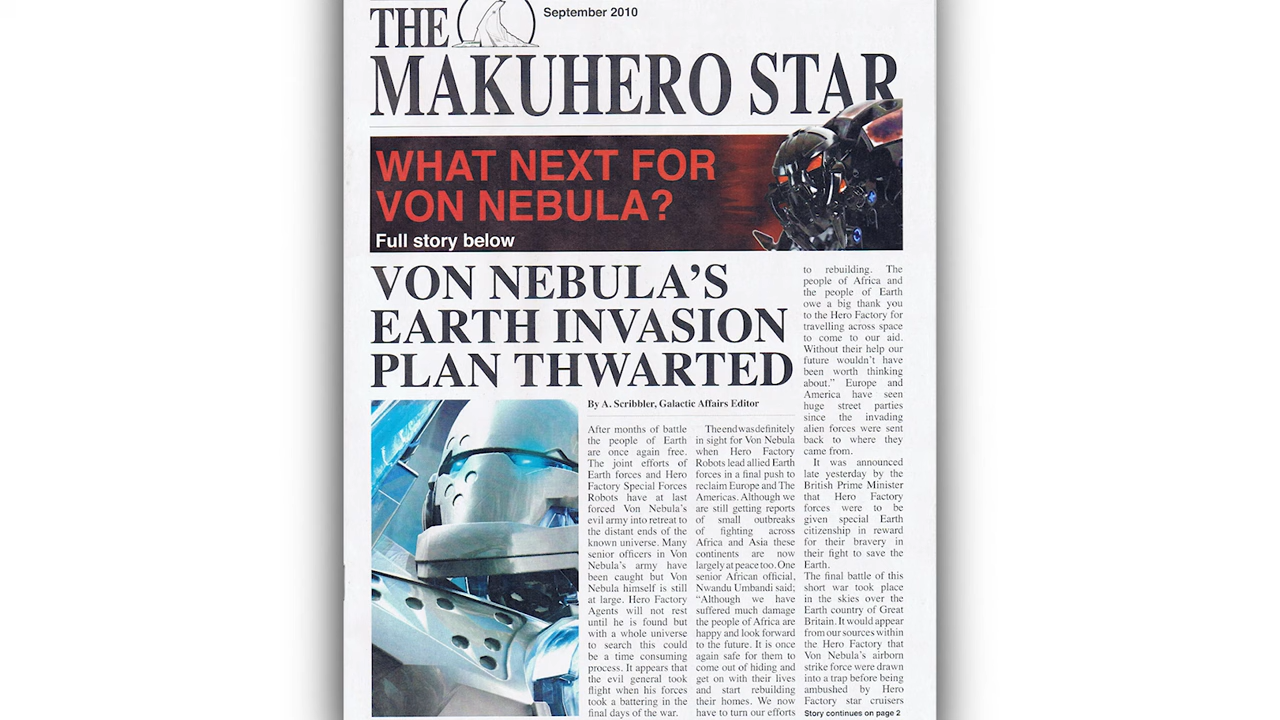 THE
September 2010
MAKUHERO STAR
WHAT NEXT FOR
VON NEBULA?
Full story below
VON NEBULA’S
EARTH INVASION
PLAN THWARTED
By A. Scribbler, Galactic Affairs Editor
After months of battle
the people of Earth
are once again free.
The joint efforts of
Earth forces and Hero
Factory Special Forces
Robots have at last
forced Von Nebula’s
evil army into retreat to
the distant ends of the
known universe. Many
senior officers in Von
Nebula’s army have
been caught but Von
Nebula himself is still
at large. Hero Factory
Agents will not rest
until he is found but
with a whole universe
to search this could
be a time consuming
process. It appears that
the evil general took
flight when his forces
took a battering in the
final days of the war.
The end was definitely
in sight for Von Nebula
when Hero Factory
Robots lead allied Earth
forces in a final push to
reclaim Europe and The
Americas. Although we
are still getting reports
of small outbreaks
of fighting across
Africa and Asia these
continents are now
largely at peace too. One
senior African official,
Nwandu Umbandi said;
“Although we have
suffered much damage
the people of Africa are
happy and look forward
to the future. It is once
again safe for them to
come out of hiding and
get on with their lives
and start rebuilding
their homes. We now
have to turn our efforts
to rebuilding. The
people of Africa and
the people of Earth
owe a big thank you
to the Hero Factory for
travelling across space
to come to our aid.
Without their help our
future wouldn’t have
been worth thinking
about.” Europe and
America have seen
huge street parties
since the invading
alien forces were sent
back to where they
came from.
It was announced
late yesterday by the
British Prime Minister
that Hero Factory
forces were to be
given special Earth
citizenship in reward
for their bravery in
their fight to save the
Earth.
The final battle of this
short war took place
in the skies over the
Earth country of Great
Britain. It would appear
from our sources within
the Hero Factory that
Von Nebula’s airborn
strike force were drawn
into a trap before being
ambushed by Hero
Factory star cruisers
Story continues on page 2